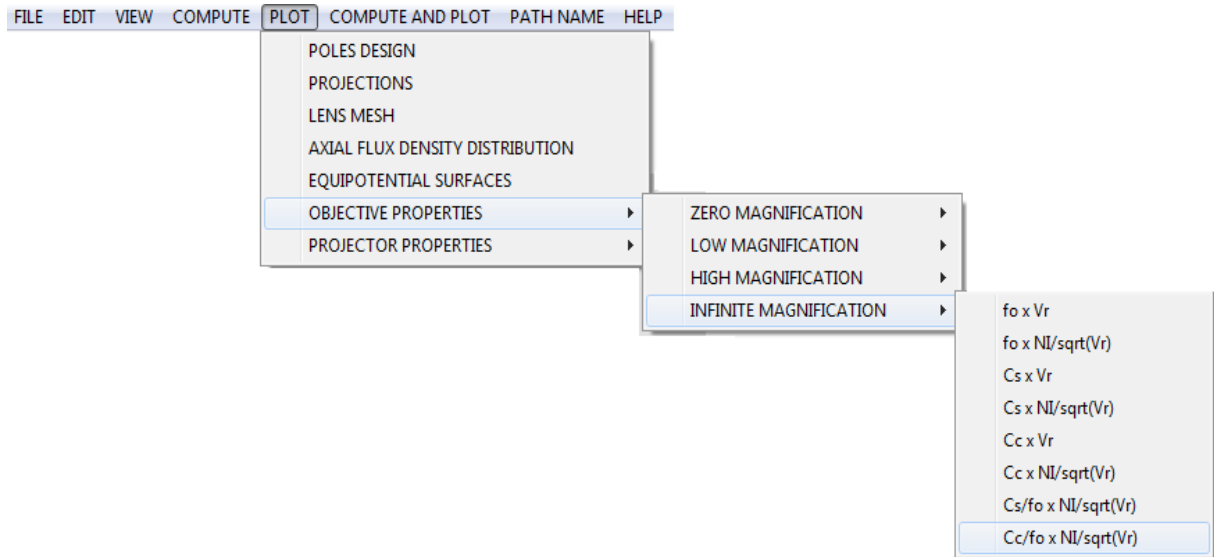 FILE EDIT VIEW COMPUTE PLOT COMPUTE AND PLOT PATH NAME HELP
POLES DESIGN
PROJECTIONS
LENS MESH
AXIAL FLUX DENSITY DISTRIBUTION
EQUIPOTENTIAL SURFACES
OBJECTIVE PROPERTIES
PROJECTOR PROPERTIES
ZERO MAGNIFICATION
LOW MAGNIFICATION
HIGH MAGNIFICATION
INFINITE MAGNIFICATION
fo x Vr
fo x NI/sqrt(Vr)
Cs x Vr
Cs x NI/sqrt(Vr)
Cc x Vr
Cc x NI/sqrt(Vr)
Cs/fo x NI/sqrt(Vr)
Cc/fo x NI/sqrt(Vr)